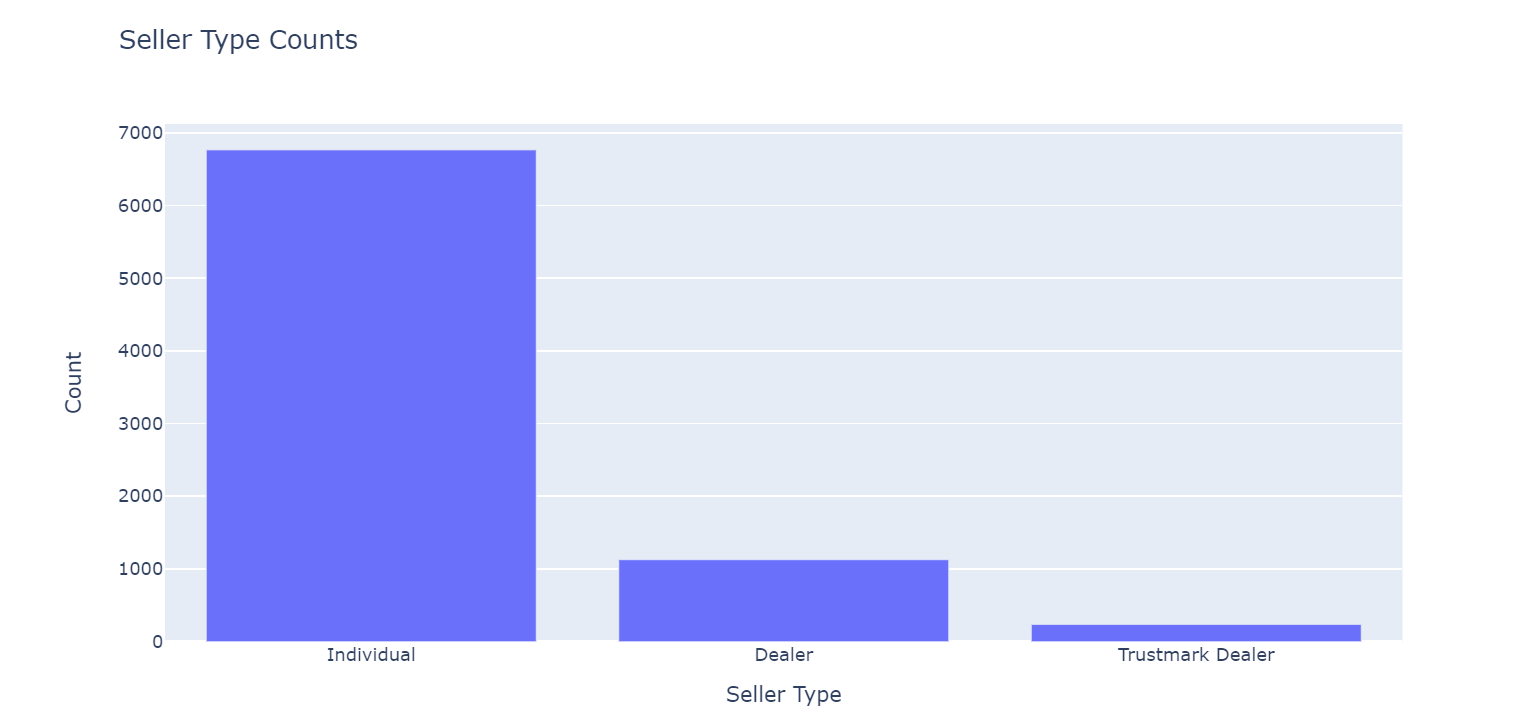 Seller Type Counts
7000
6000
5000
4000
3000
2000
1000
0
Count
Individual
Dealer
Trustmark Dealer
Seller Type